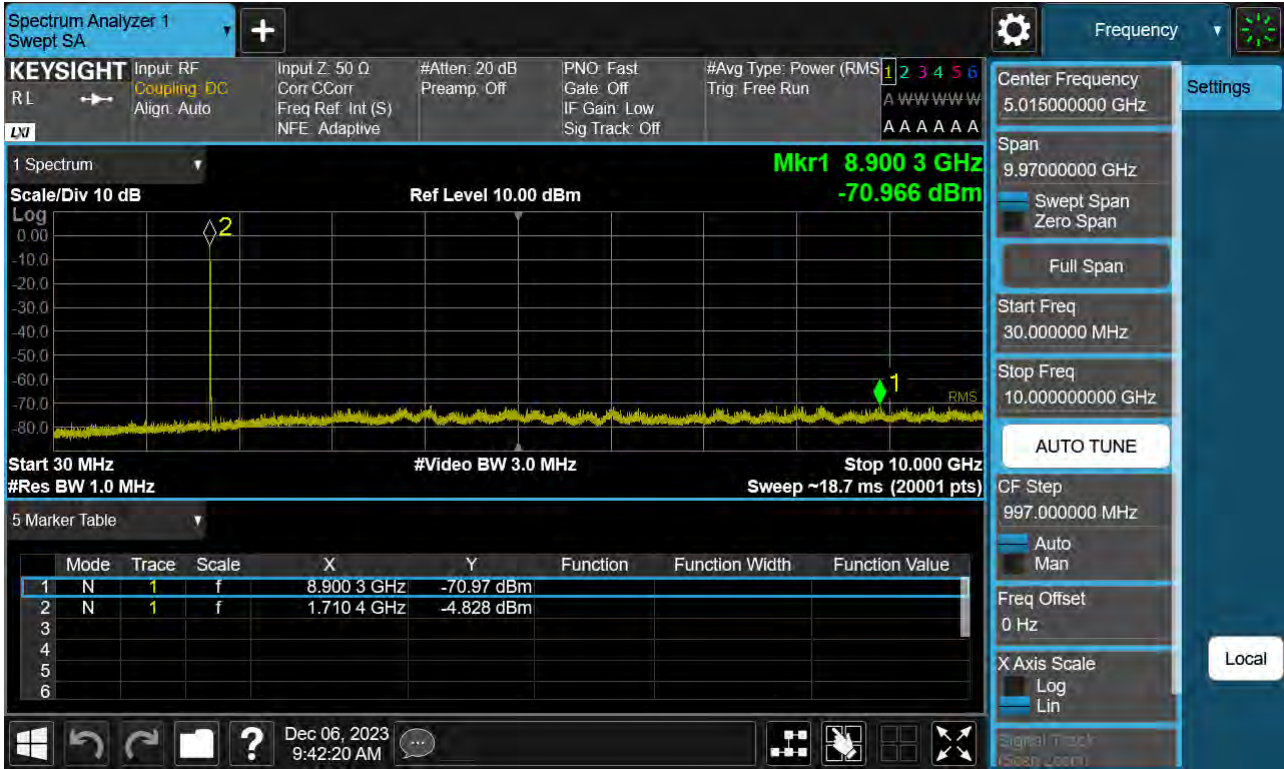 Spectrum Analyzer 1
Swept SA
Frequency
KEYSIGHT
RL
LXI
Input: RF
Coupling: DC
Align: Auto
Input Z: 50 Ω
Corr CCorr
Freq Ref: Int (S)
NFE: Adaptive
#Atten: 20 dB
Preamp: Off
PNO: Fast
Gate: Off
IF Gain: Low
Sig Track: Off
#Avg Type: Power (RMS
Trig: Free Run
1 2 3 4 5 6
A W W W W W
A A A A A A
1 Spectrum
Mkr1 8.900 3 GHz
Scale/Div 10 dB
Ref Level 10.00 dBm
-70.966 dBm
Log
0.00
-10.0
-20.0
-30.0
-40.0
-50.0
-60.0
-70.0
-80.0
2
1
RMS
Start 30 MHz
#Video BW 3.0 MHz
Stop 10.000 GHz
#Res BW 1.0 MHz
Sweep ~18.7 ms (20001 pts)
5 Marker Table
Mode Trace Scale X Y Function Function Width Function Value
1 N 1 f 8.900 3 GHz -70.97 dBm
2 N 1 f 1.710 4 GHz -4.828 dBm
3
4
5
6
Dec 06, 2023
9:42:20 AM
Center Frequency
5.015000000 GHz
Settings
Span
9.97000000 GHz
Swept Span
Zero Span
Full Span
Start Freq
30.000000 MHz
Stop Freq
10.000000000 GHz
AUTO TUNE
CF Step
997.000000 MHz
Auto
Man
Freq Offset
0 Hz
X Axis Scale
Log
Lin
Local
Signal Track
(Span Zoom)